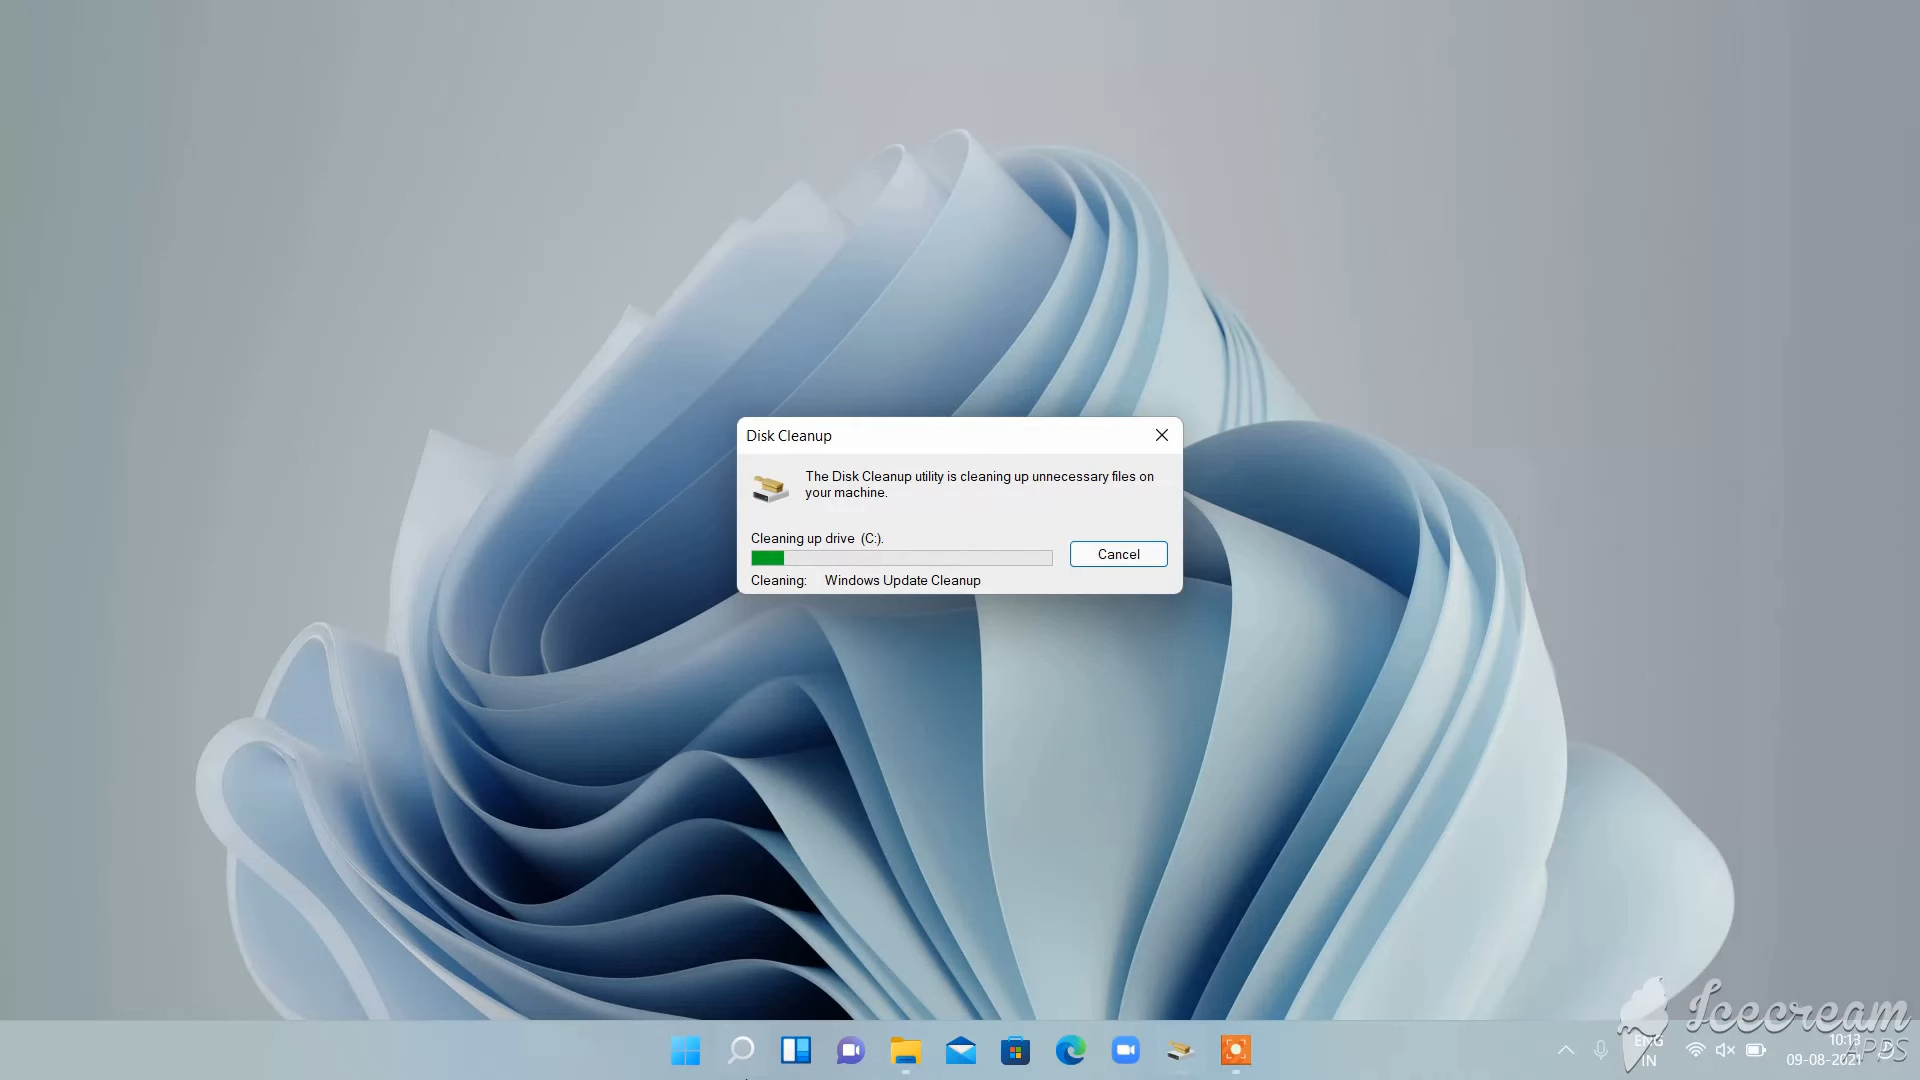 Disk Cleanup
The Disk Cleanup utility is cleaning up unnecessary files on
your machine.
Cleaning up drive (C:).
Cancel
Cleaning: Windows Update Cleanup
Icecream
APPS
ENG
IN
10:13
09-08-2021